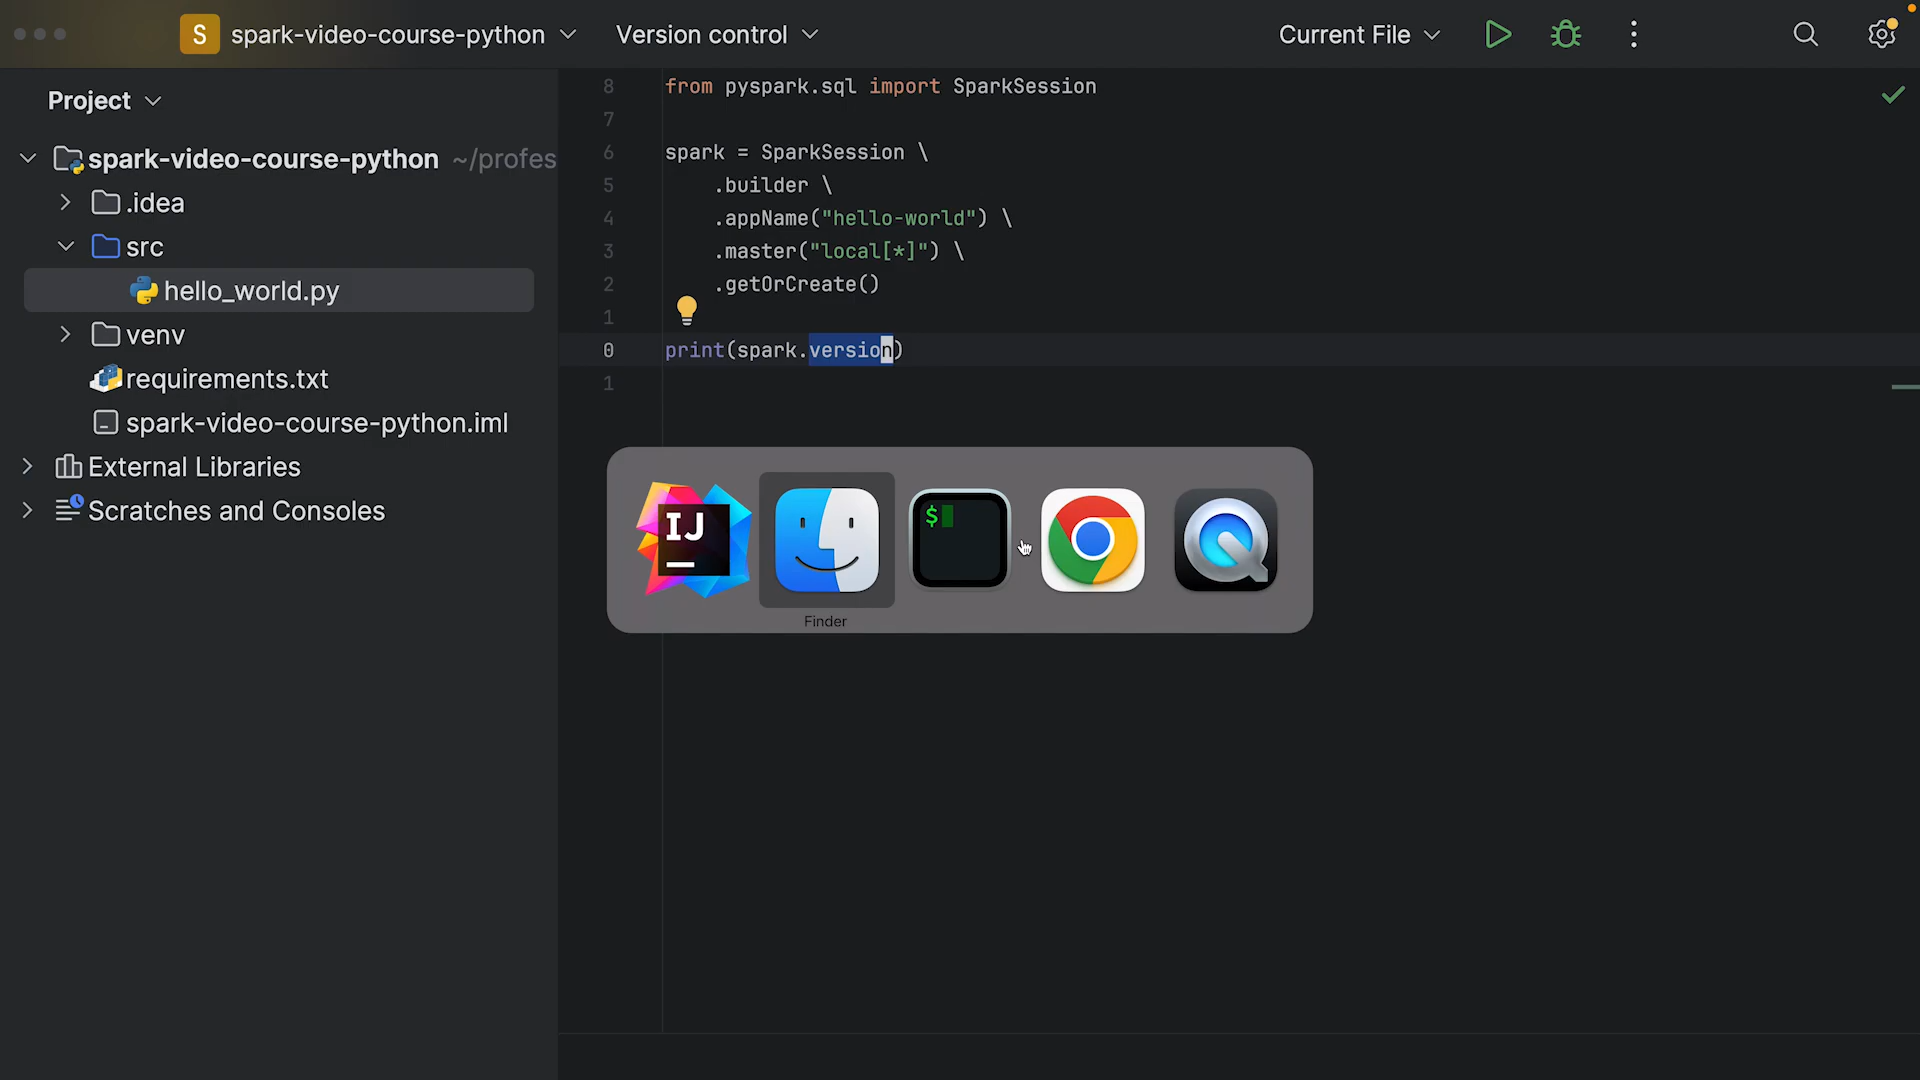 S spark-video-course-python Version control Current File
Project
spark-video-course-python ~/profes
.idea
src
hello_world.py
venv
requirements.txt
spark-video-course-python.iml
External Libraries
Scratches and Consoles
8 from pyspark.sql import SparkSession
7
6 spark = SparkSession \
5 .builder \
4 .appName("hello-world") \
3 .master("local[*]") \
2 .getOrCreate()
1
0 print(spark.version)
1
IJ
$
Finder